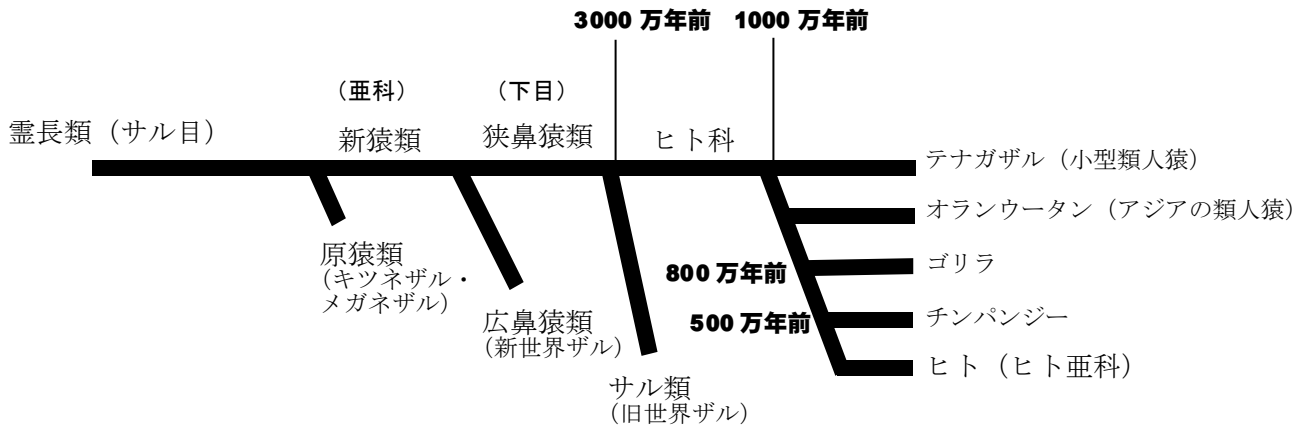 3000 万年前 1000 万年前
（亜科） （下目）
霊長類（サル目） 新猿類 狭鼻猿類 ヒト科
テナガザル（小型類人猿）
オランウータン（アジアの類人猿）
原猿類
(キツネザル・
メガネザル）
800 万年前 ゴリラ
広鼻猿類
(新世界ザル）
500 万年前 チンパンジー
ヒト（ヒト亜科）
サル類
（旧世界ザル）